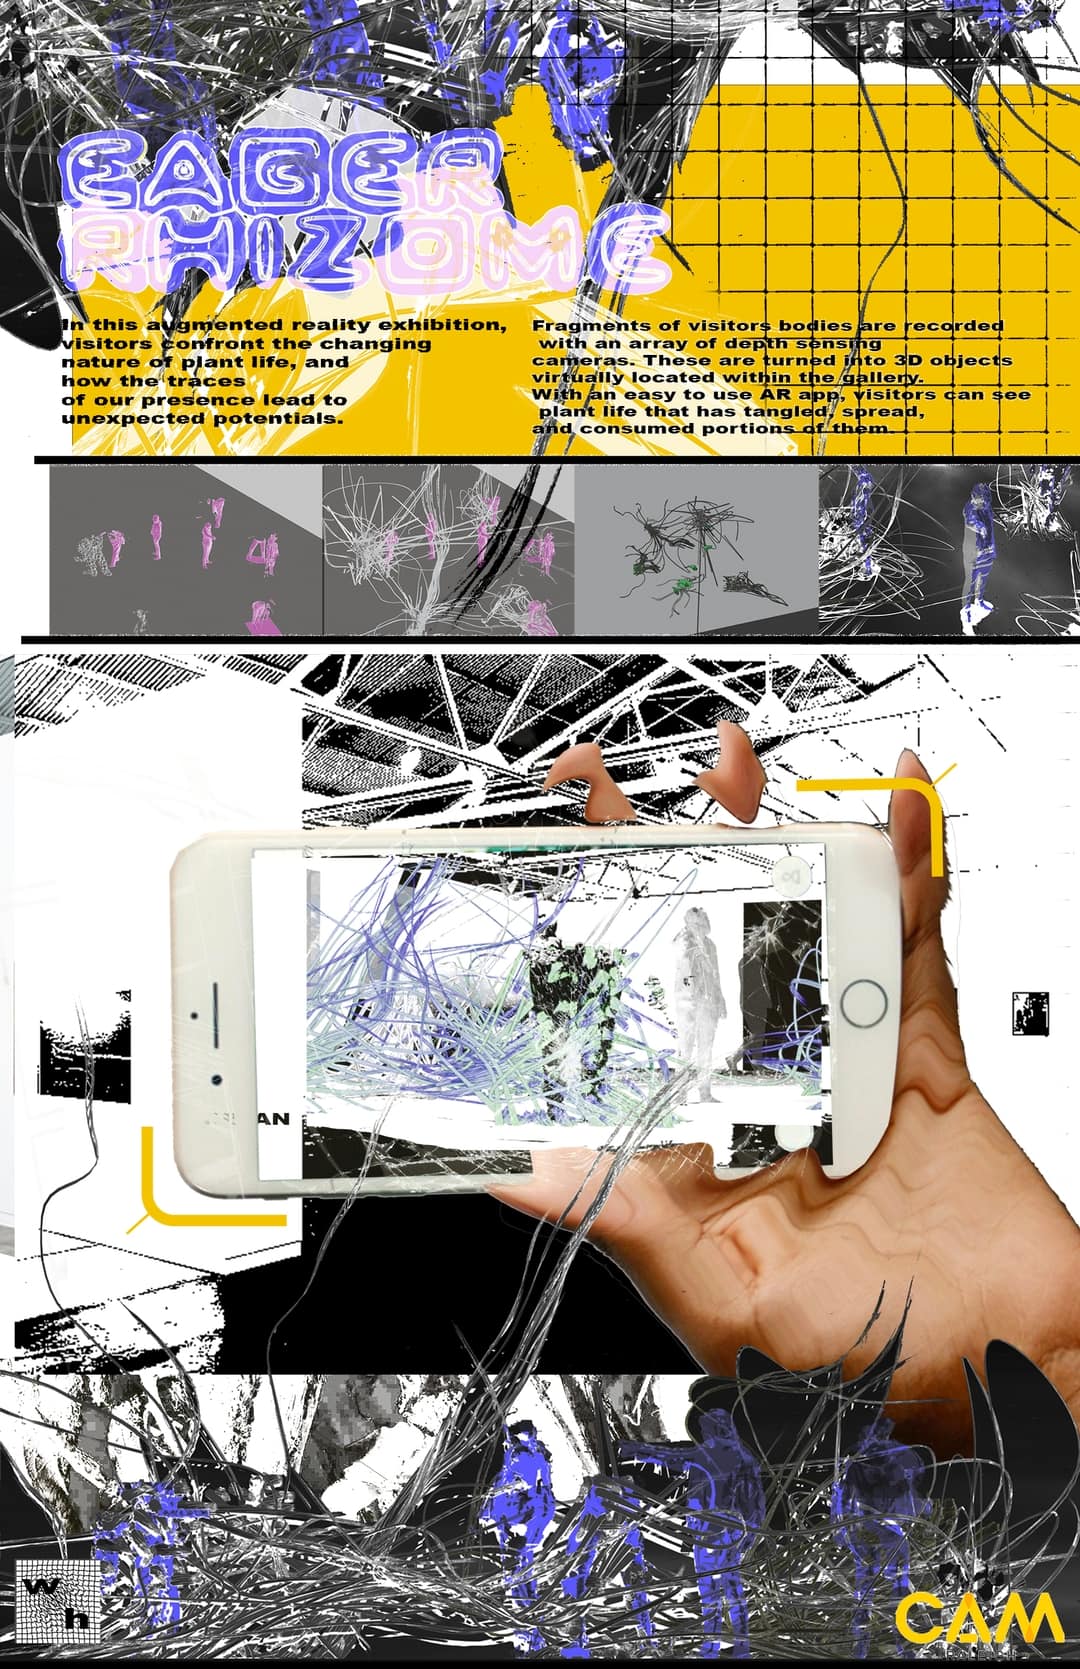 EAGER
RHIZOME
In this augmented reality exhibition,
visitors confront the changing
nature of plant life, and
how the traces
of our presence lead to
unexpected potentials.
Fragments of visitors bodies are recorded
with an array of depth sensing
cameras. These are turned into 3D objects
virtually located within the gallery.
With an easy to use AR app, visitors can see
plant life that has tangled, spread,
and consumed portions of them.
AN
w
h
CAM